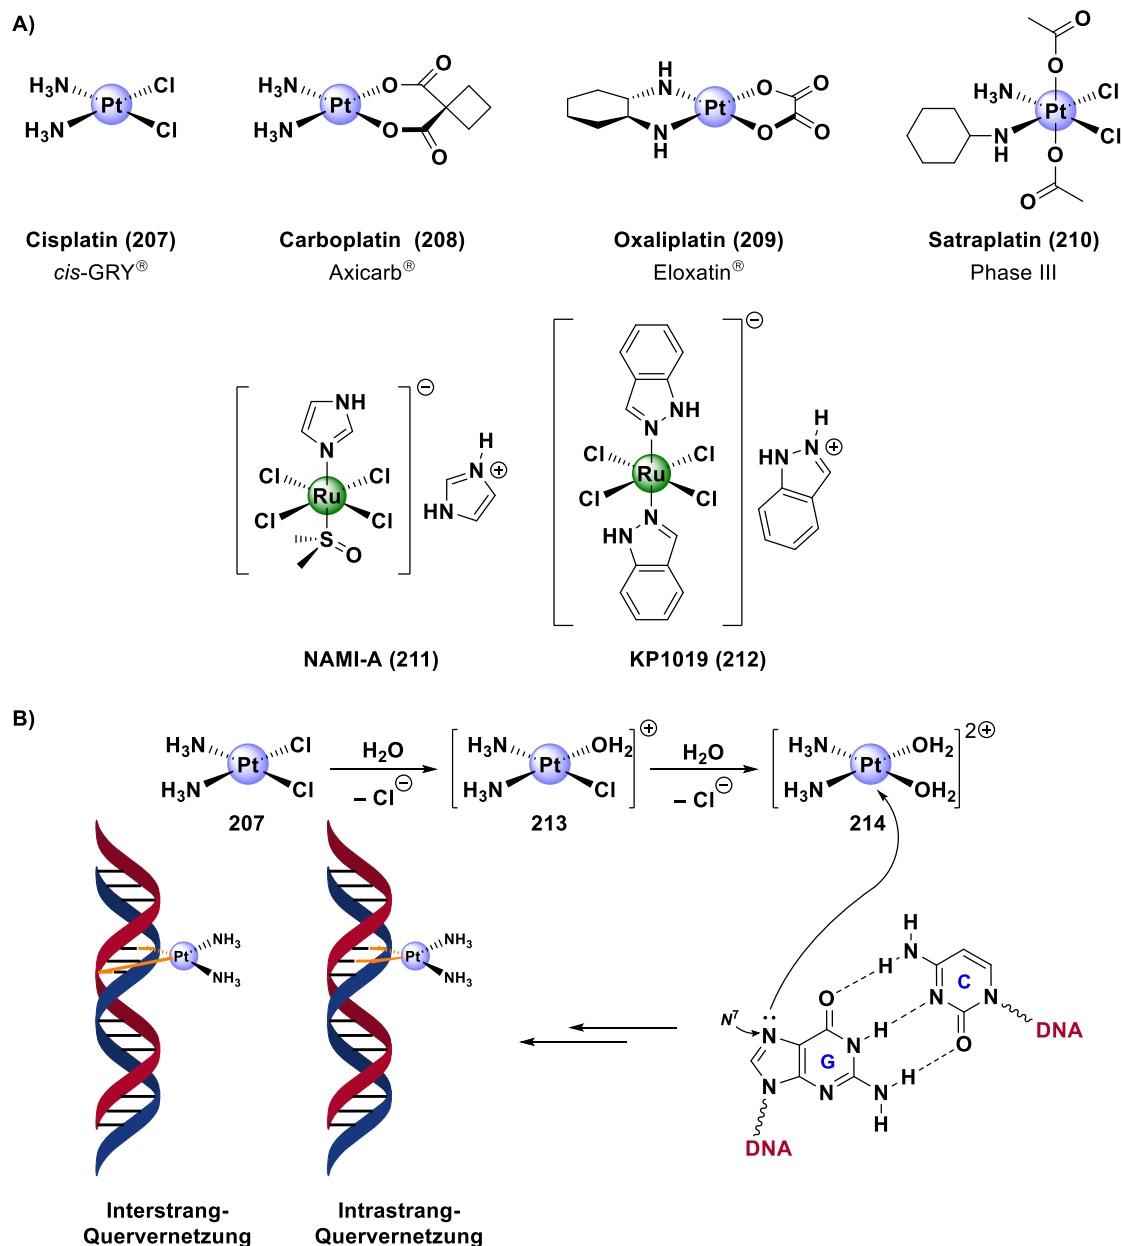 A)
H3N Pt Cl
H3N Cl
H3N Pt O O
H3N O O
H N Pt O O
N H O O
O
O
H3N Pt Cl
N H Cl
O
O
Cisplatin (207)
cis-GRY®
Carboplatin (208)
Axicarb®
Oxaliplatin (209)
Eloxatin®
Satraplatin (210)
Phase III
NH
N
Cl Ru Cl
Cl Cl
S O
⊖
H
N ⊕
HN
NH
N
Cl Ru Cl
Cl Cl
N
HN
⊖
H
HN N ⊕
NAMI-A (211)
KP1019 (212)
B)
H3N Pt Cl
H3N Cl
207
H2O
– Cl⊖
H3N Pt OH2 ⊕
H3N Cl
213
H2O
– Cl⊖
H3N Pt OH2 2⊕
H3N OH2
214
Pt NH3
NH3
Pt NH3
NH3
H
N H
O
N C
N
DNA
O
N7
N
N H
G
N
N
N H
H
DNA
Interstrang-
Quervernetzung
Intrastrang-
Quervernetzung